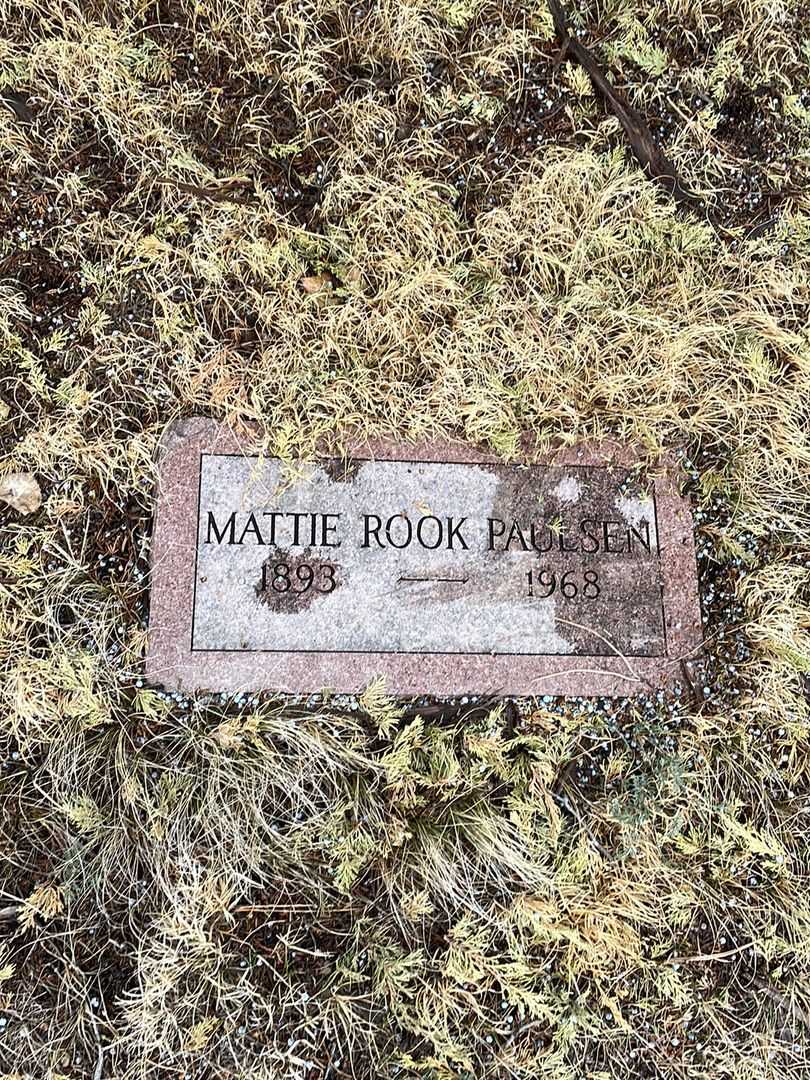 MATTIE ROOK PAULSEN
1893 — 1968